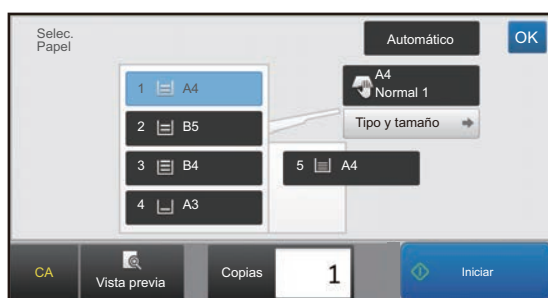 Selec.
Papel
Automático
OK
1 A4
2 B5
3 B4
4 A3
A4
Normal 1
Tipo y tamaño
5 A4
CA
Vista previa
Copias
1
Iniciar